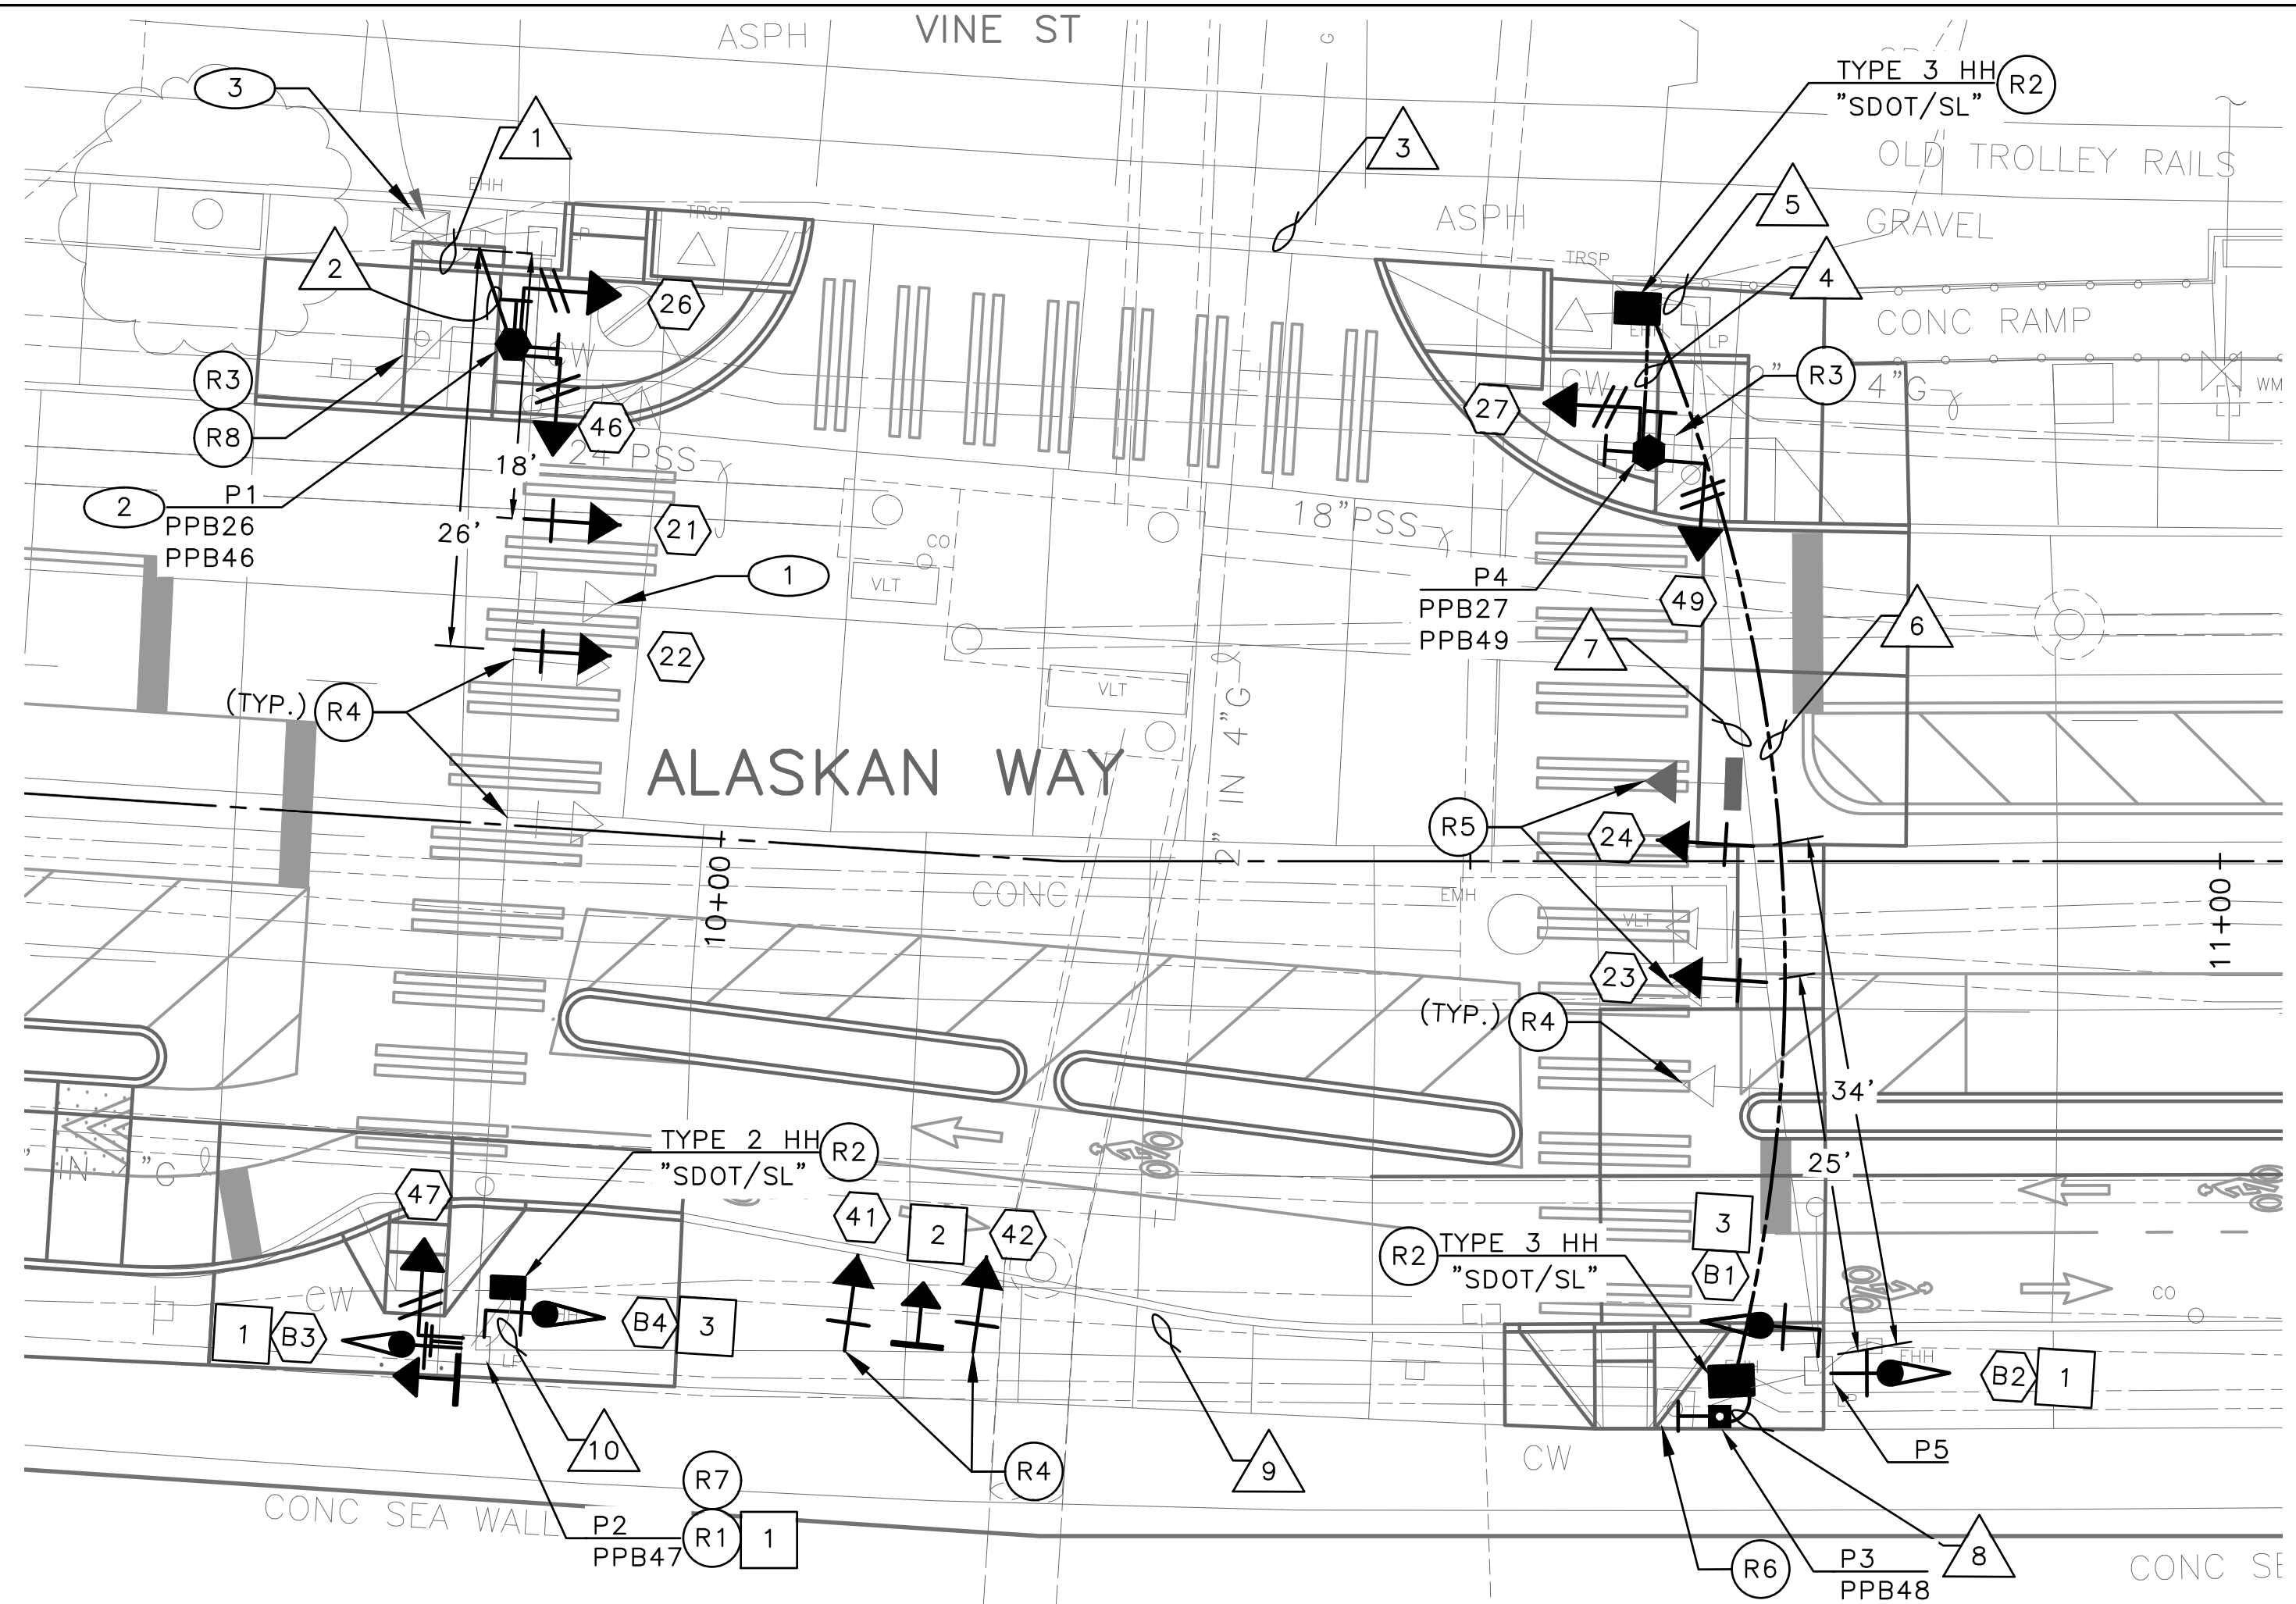 VINE ST
ASPH
G
TYPE 3 HH
R2
"SDOT/SL"
3
1
3
OLD TROLLEY RAILS
EHH
5
TRSP
ASPH
GRAVEL
2
TRSP
4
26
CONC RAMP
LP
CW
R3
R3
CW
4"G
WM
27
R8
46
24 PSS
18'
2
P1
PPB26
PPB46
26'
21
18"PSS
CO
1
VLT
P4
PPB27
PPB49
49
7
6
22
VLT
(TYP.)
R4
2" IN 4"G
ALASKAN WAY
R5
24
10+00
CONC
EMH
VLT
11+00
23
(TYP.)
R4
34'
TYPE 2 HH
R2
"SDOT/SL"
25'
IN
"G
47
41
2
42
3
R2
TYPE 3 HH
"SDOT/SL"
B1
CW
CO
1
B3
B4
3
LP
EHH
B2
1
10
R7
R4
9
CW
P5
CONC SEA WALL
P2
PPB47
R1
1
R6
P3
PPB48
8
CONC SE